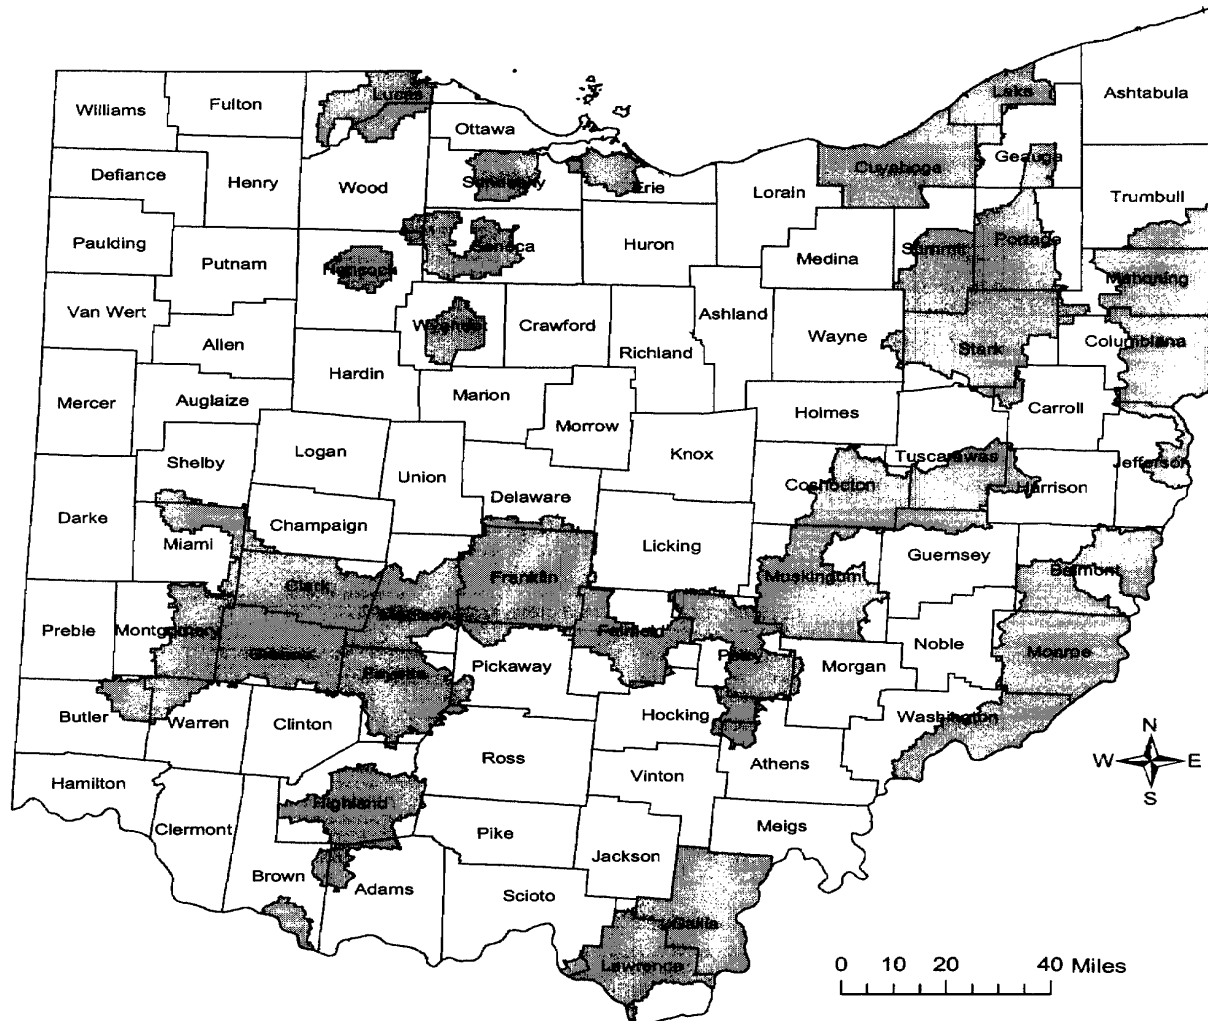 Lake
Ashtabula
Williams
Fulton
Lucas
Ottawa
Geauga
Cuyahoga
Defiance
Henry
Wood
Sandusky
Erie
Lorain
Trumbull
Paulding
Putnam
Hancock
Seneca
Huron
Medina
Summit
Portage
Mahoning
Van Wert
Allen
Wyandot
Crawford
Ashland
Wayne
Stark
Columbiana
Richland
Hardin
Mercer
Auglaize
Marion
Morrow
Holmes
Carroll
Shelby
Logan
Union
Knox
Tuscarawas
Jefferson
Coshocton
Harrison
Delaware
Darke
Champaign
Miami
Licking
Guernsey
Franklin
Muskingum
Belmont
Clark
Preble
Montgomery
Fairfield
Noble
Monroe
Perry
Morgan
Pickaway
Fayette
Butler
Warren
Clinton
Hocking
Washington
N
Ross
Athens
W E
Hamilton
Vinton
S
Highland
Clermont
Pike
Meigs
Jackson
Brown
Adams
Scioto
Gallia
Lawrence
0 10 20 40 Miles